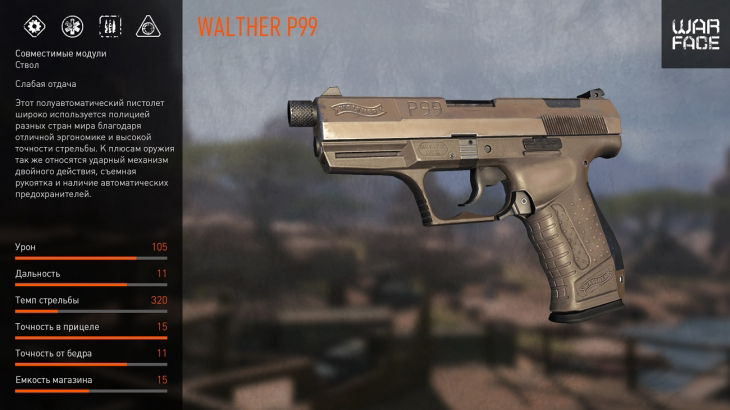 WALTHER P99
WAR
FACE
Совместимые модули
Ствол
Слабая отдача
Этот полуавтоматический пистолет
широко используется полицией
разных стран мира благодаря
отличной эргономике и высокой
точности стрельбы. К плюсам оружия
так же относятся ударный механизм
двойного действия, съемная
рукоятка и наличие автоматических
предохранителей.
Урон 105
Дальность 11
Темп стрельбы 320
Точность в прицеле 15
Точность от бедра 11
Емкость магазина 15
P99